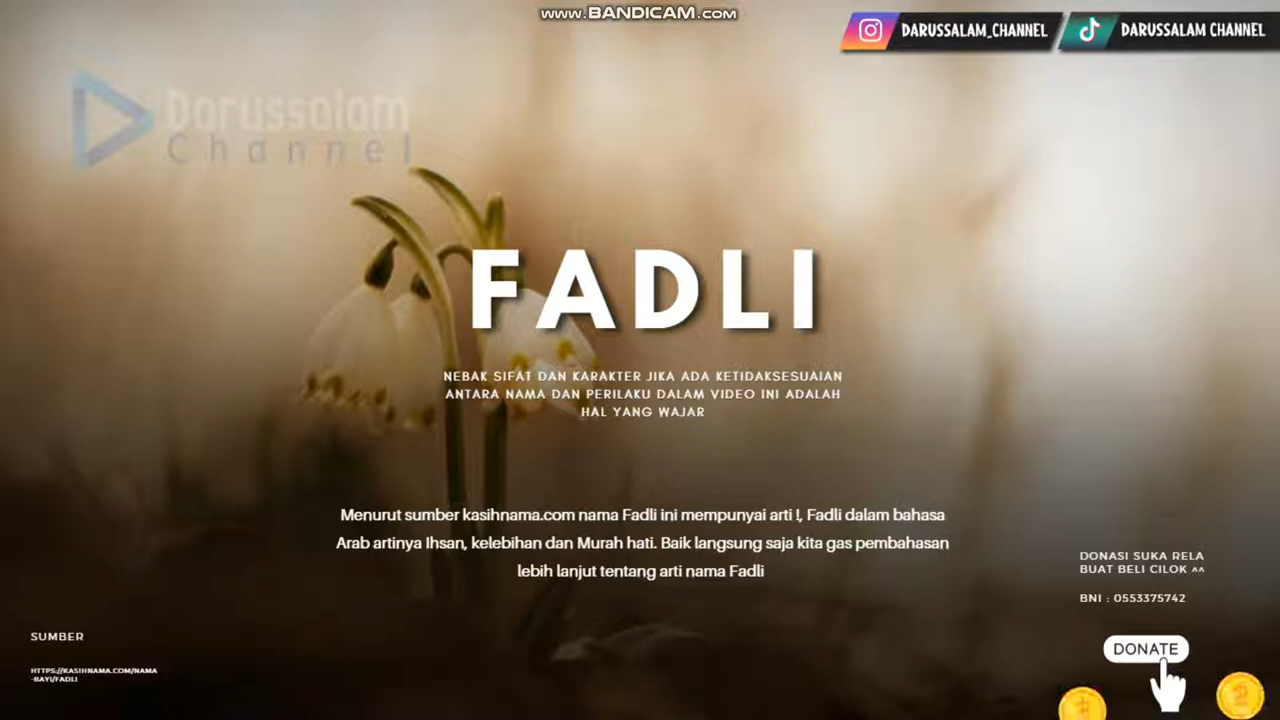 www.BANDICAM.com
DARUSSALAM_CHANNEL
DARUSSALAM CHANNEL
Darussalam
Channel
FADLI
NEBAK SIFAT DAN KARAKTER JIKA ADA KETIDAKSESUAIAN
ANTARA NAMA DAN PERILAKU DALAM VIDEO INI ADALAH
HAL YANG WAJAR
Menurut sumber kasihnama.com nama Fadli ini mempunyai arti !, Fadli dalam bahasa
Arab artinya Ihsan, kelebihan dan Murah hati. Baik langsung saja kita gas pembahasan
lebih lanjut tentang arti nama Fadli
DONASI SUKA RELA
BUAT BELI CILOK ^^
BNI : 0553375742
SUMBER
HTTPS://KASIHNAMA.COM/NAMA
-BAYI/FADLI
DONATE